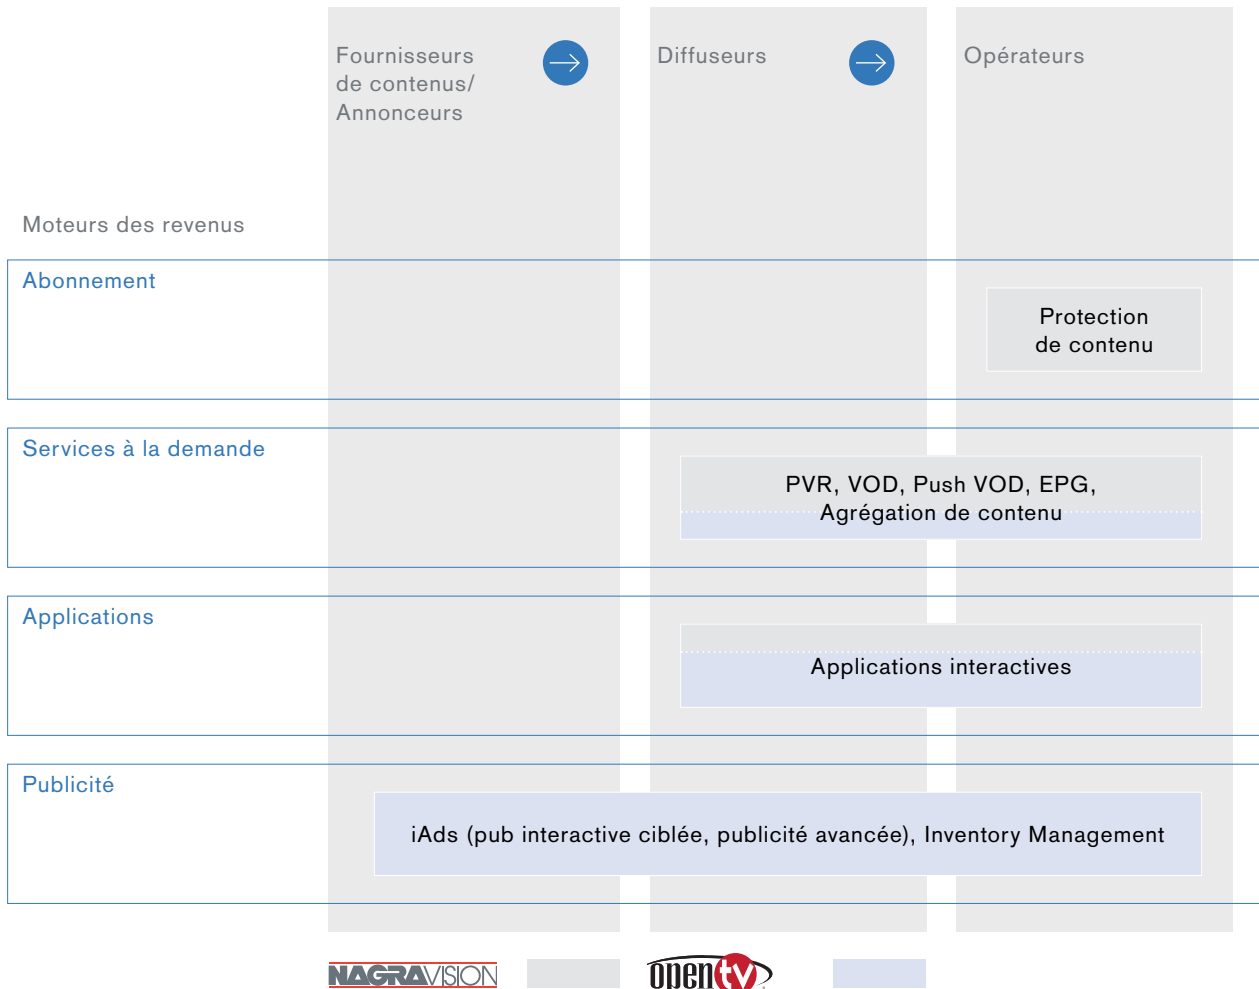 Fournisseurs
de contenus/
Annonceurs
Diffuseurs
Opérateurs
Moteurs des revenus
Abonnement
Protection
de contenu
Services à la demande
PVR, VOD, Push VOD, EPG,
Agrégation de contenu
Applications
Applications interactives
Publicité
iAds (pub interactive ciblée, publicité avancée), Inventory Management
NAGRAVISION
opentv